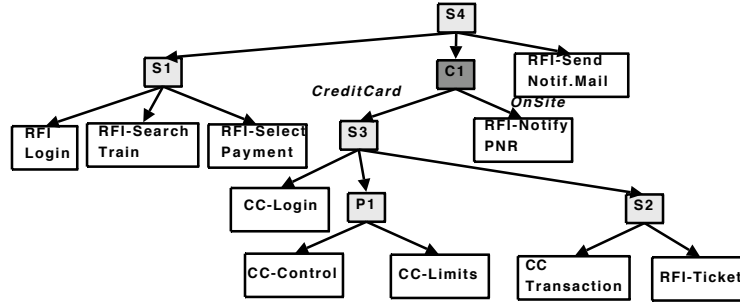 S4
S1
C1
RFI-Send
Notif.Mail
CreditCard
OnSite
RFI
Login
RFI-Search
Train
RFI-Select
Payment
S3
RFI-Notify
PNR
CC-Login
P1
S2
CC-Control
CC-Limits
CC
Transaction
RFI-Ticket